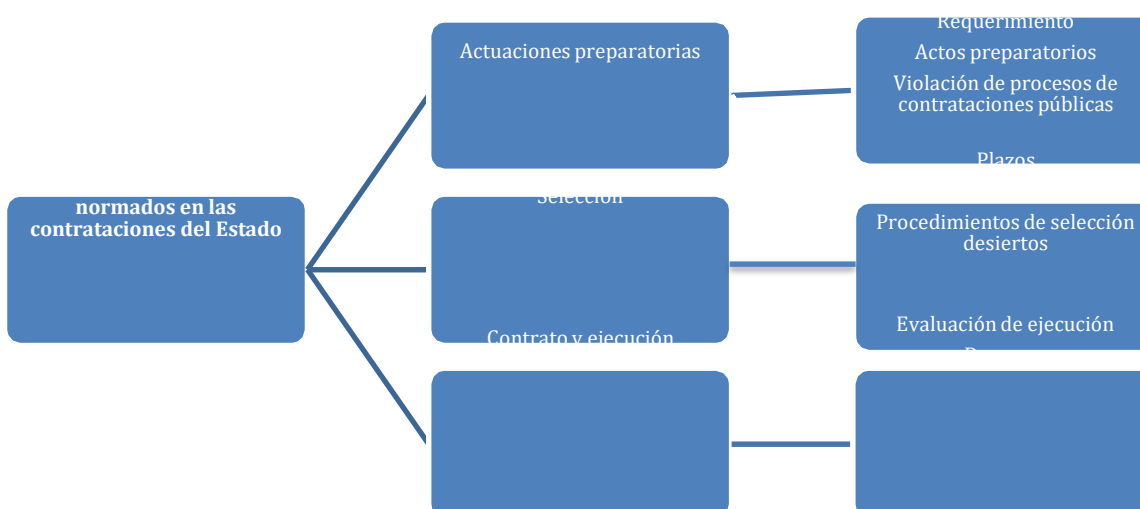 normados en las
contrataciones del Estado
Actuaciones preparatorias
Selección
Contrato y ejecución
Requerimiento
Actos preparatorios
Violación de procesos de
contrataciones públicas
Plazos
Procedimientos de selección
desiertos
Evaluación de ejecución